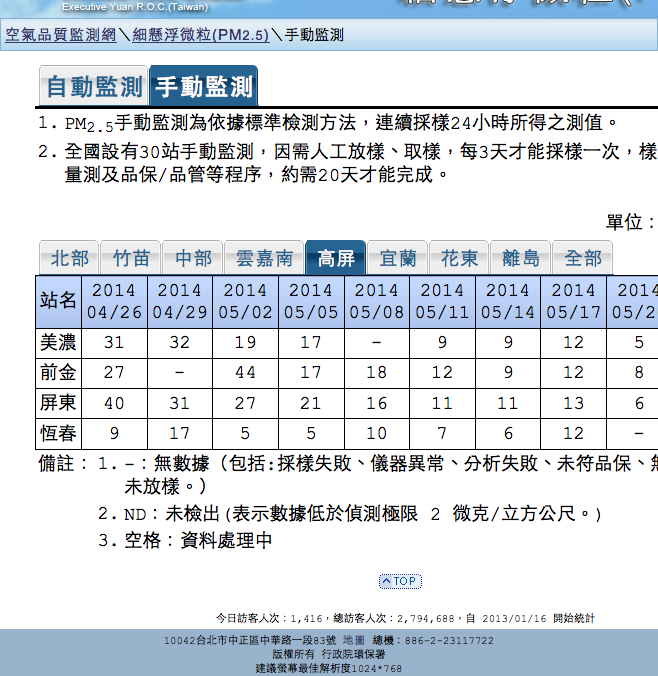 Executive Yuan R.O.C.(Taiwan)
空氣品質監測網╲細懸浮微粒(PM2.5)╲手動監測
自動監測 手動監測
1. PM2.5手動監測為依據標準檢測方法，連續採樣24小時所得之測值。
2. 全國設有30站手動監測，因需人工放樣、取樣，每3天才能採樣一次，樣
量測及品保/品管等程序，約需20天才能完成。
單位：
北部 竹苗 中部 雲嘉南 高屏 宜蘭 花東 離島 全部
站名 2014 04/26 2014 04/29 2014 05/02 2014 05/05 2014 05/08 2014 05/11 2014 05/14 2014 05/17 2014 05/2
美濃 31 32 19 17 - 9 9 12 5
前金 27 - 44 17 18 12 9 12 8
屏東 40 31 27 21 16 11 11 13 6
恆春 9 17 5 5 10 7 6 12 -
備註： 1. -：無數據（包括:採樣失敗、儀器異常、分析失敗、未符品保、無
未放樣。）
2. ND：未檢出(表示數據低於偵測極限 2 微克/立方公尺。)
3. 空格：資料處理中
TOP
今日訪客人次：1,416，總訪客人次：2,794,688，自 2013/01/16 開始統計
10042台北市中正區中華路一段83號 地圖 總機：886-2-23117722
版權所有 行政院環保署
建議螢幕最佳解析度1024*768